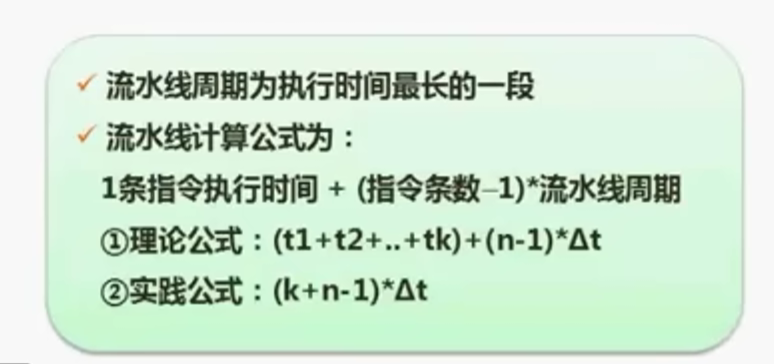 ✓ 流水线周期为执行时间最长的一段
✓ 流水线计算公式为：
1条指令执行时间 + (指令条数–1)*流水线周期
①理论公式：(t1+t2+..+tk)+(n-1)*Δt
②实践公式：(k+n-1)*Δt